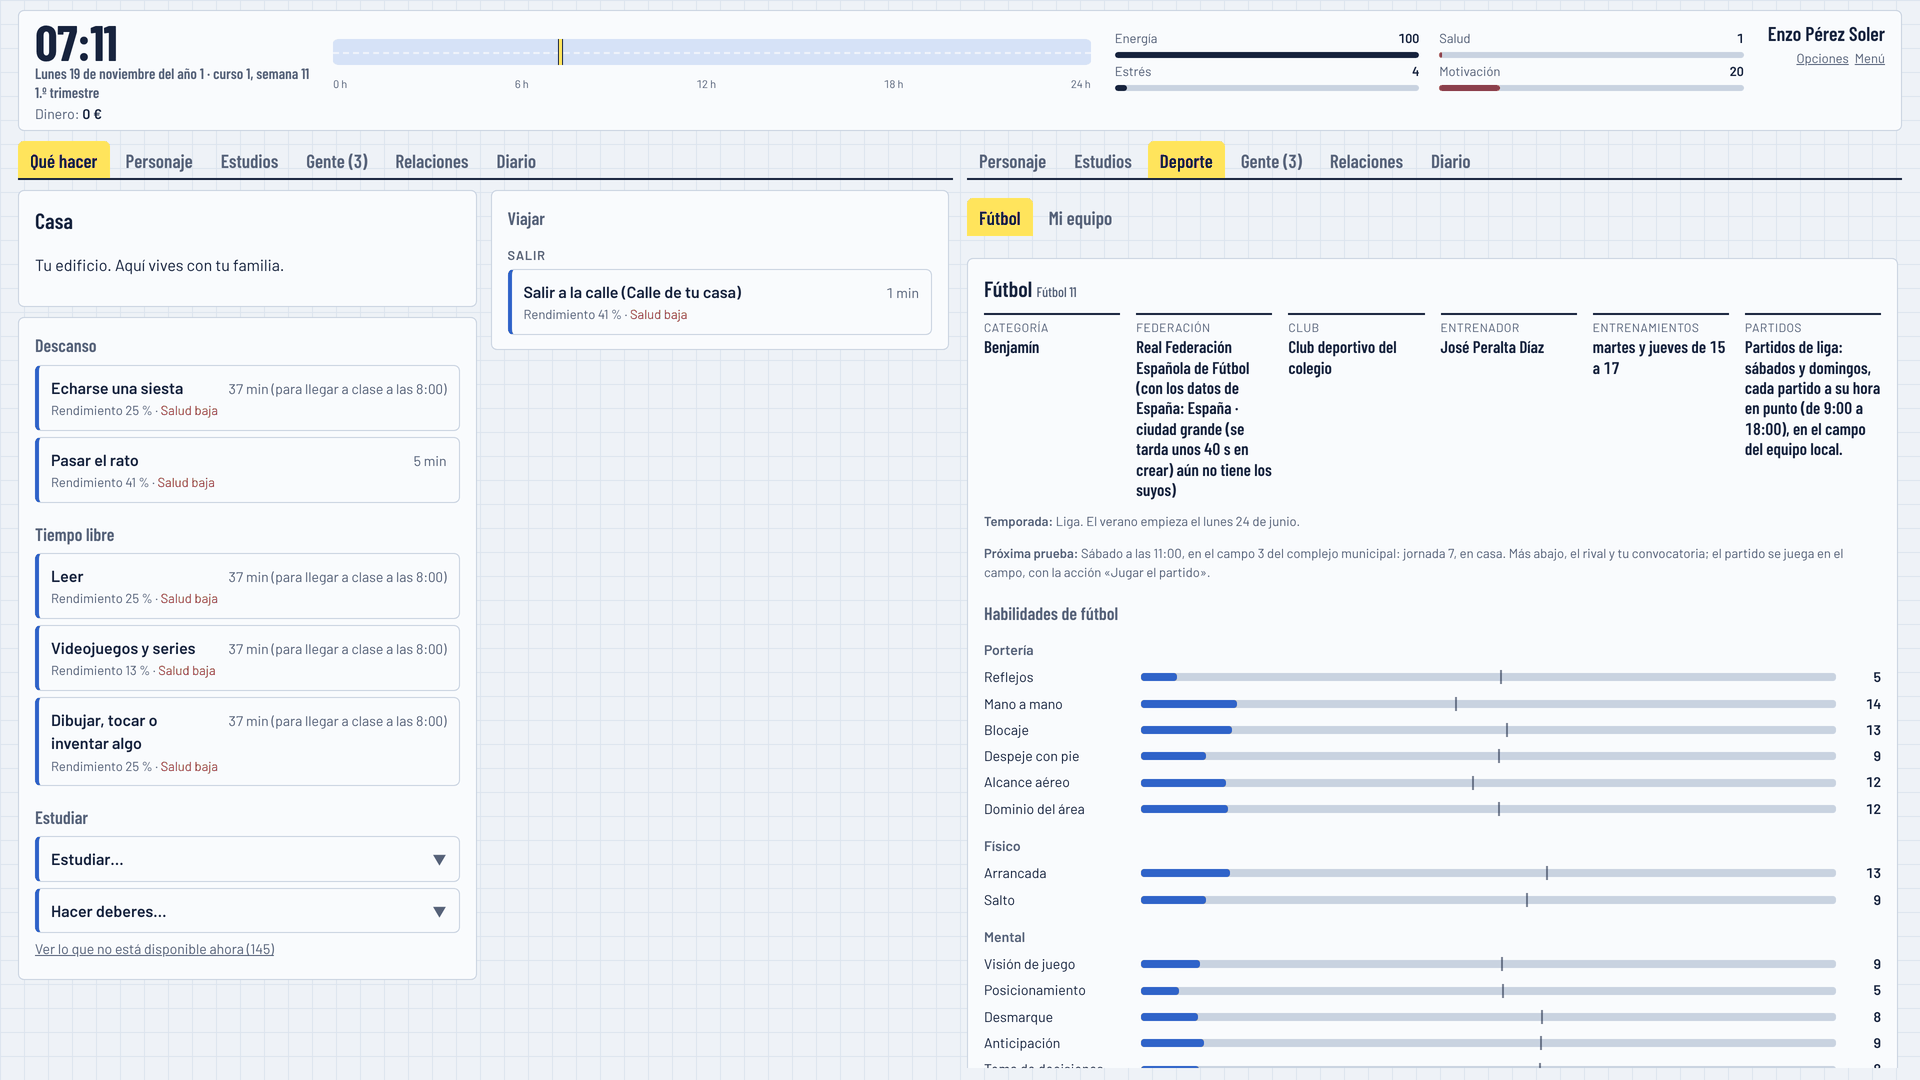 07:11
Lunes 19 de noviembre del año 1 · curso 1, semana 11
1.º trimestre
Dinero: 0 €
0 h
6 h
12 h
18 h
24 h
Energía 100
Estrés 4
Salud 1
Motivación 20
Enzo Pérez Soler
Opciones Menú
Qué hacer Personaje Estudios Gente (3) Relaciones Diario
Casa
Tu edificio. Aquí vives con tu familia.
Descanso
Echarse una siesta 37 min (para llegar a clase a las 8:00)
Rendimiento 25 % · Salud baja
Pasar el rato 5 min
Rendimiento 41 % · Salud baja
Tiempo libre
Leer 37 min (para llegar a clase a las 8:00)
Rendimiento 25 % · Salud baja
Videojuegos y series 37 min (para llegar a clase a las 8:00)
Rendimiento 13 % · Salud baja
Dibujar, tocar o 37 min (para llegar a clase a las 8:00)
inventar algo
Rendimiento 25 % · Salud baja
Estudiar
Estudiar...
Hacer deberes...
Ver lo que no está disponible ahora (145)
Viajar
SALIR
Salir a la calle (Calle de tu casa) 1 min
Rendimiento 41 % · Salud baja
Personaje Estudios Deporte Gente (3) Relaciones Diario
Fútbol Mi equipo
Fútbol Fútbol 11
CATEGORÍA
Benjamín
FEDERACIÓN
Real Federación
Española de Fútbol
(con los datos de
España: España ·
ciudad grande (se
tarda unos 40 s en
crear) aún no tiene los
suyos)
CLUB
Club deportivo del
colegio
ENTRENADOR
José Peralta Díaz
ENTRENAMIENTOS
martes y jueves de 15
a 17
PARTIDOS
Partidos de liga:
sábados y domingos,
cada partido a su hora
en punto (de 9:00 a
18:00), en el campo
del equipo local.
Temporada: Liga. El verano empieza el lunes 24 de junio.
Próxima prueba: Sábado a las 11:00, en el campo 3 del complejo municipal: jornada 7, en casa. Más abajo, el rival y tu convocatoria; el partido se juega en el
campo, con la acción «Jugar el partido».
Habilidades de fútbol
Portería
Reflejos 5
Mano a mano 14
Blocaje 13
Despeje con pie 9
Alcance aéreo 12
Dominio del área 12
Físico
Arrancada 13
Salto 9
Mental
Visión de juego 9
Posicionamiento 5
Desmarque 8
Anticipación 9